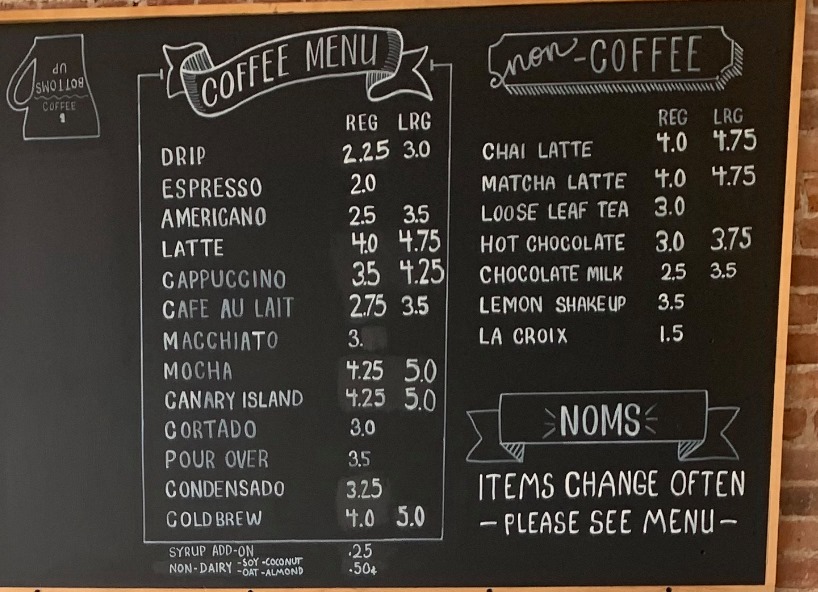 BOTTOMS
UP
COFFEE
COFFEE MENU
REG LRG
DRIP 2.25 3.0
ESPRESSO 2.0
AMERICANO 2.5 3.5
LATTE 4.0 4.75
CAPPUCCINO 3.5 4.25
CAFE AU LAIT 2.75 3.5
MACCHIATO 3.
MOCHA 4.25 5.0
CANARY ISLAND 4.25 5.0
CORTADO 3.0
POUR OVER 3.5
CONDENSADO 3.25
COLD BREW 4.0 5.0
SYRUP ADD-ON .25
NON-DAIRY -SOY -COCONUT
-OAT -ALMOND .50¢
non-COFFEE
REG LRG
CHAI LATTE 4.0 4.75
MATCHA LATTE 4.0 4.75
LOOSE LEAF TEA 3.0
HOT CHOCOLATE 3.0 3.75
CHOCOLATE MILK 2.5 3.5
LEMON SHAKEUP 3.5
LA CROIX 1.5
NOMS
ITEMS CHANGE OFTEN
- PLEASE SEE MENU -